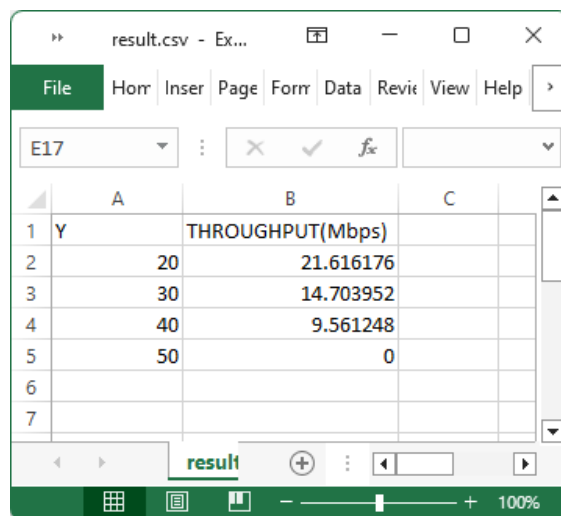 result.csv - Ex...
File Hom Inser Page Form Data Revie View Help
E17 fx
A B C
1 Y THROUGHPUT(Mbps)
2 20 21.616176
3 30 14.703952
4 40 9.561248
5 50 0
6
7
result
100%